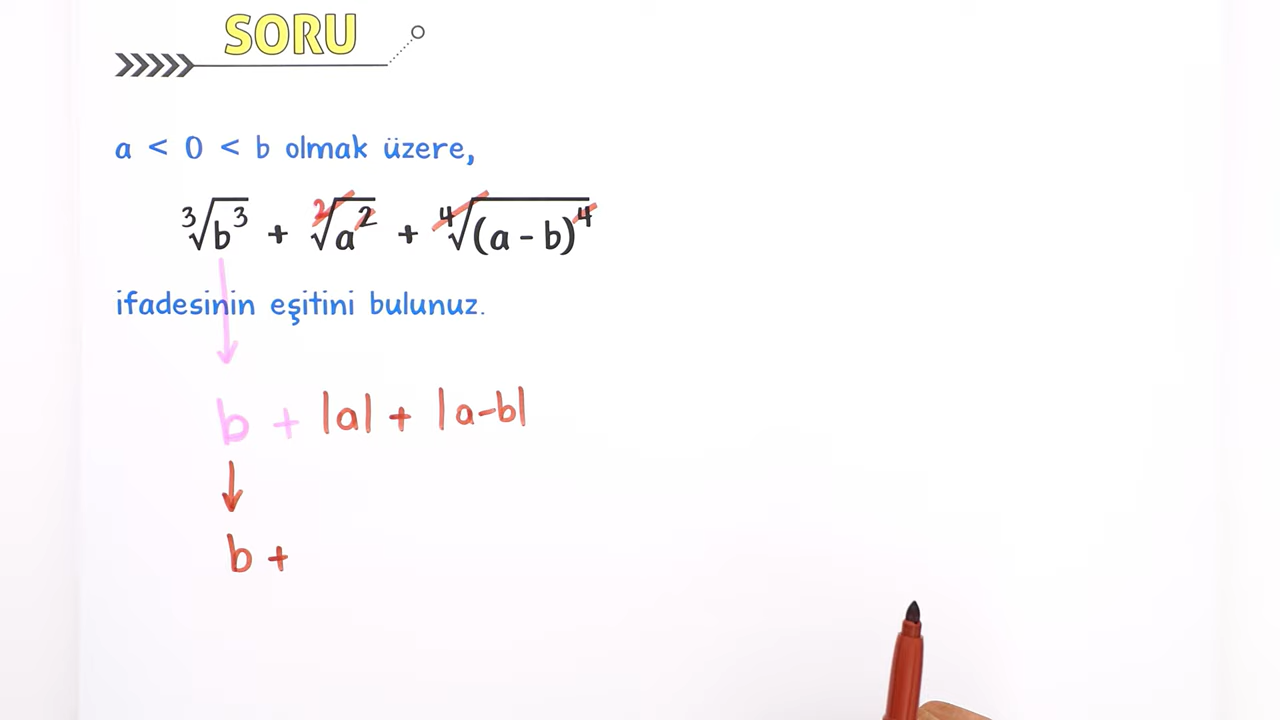 SORU
a < 0 < b olmak üzere,
∛b³ + ²√a² + ⁴√(a - b)⁴
ifadesinin eşitini bulunuz.
b + |a| + |a-b|
b +